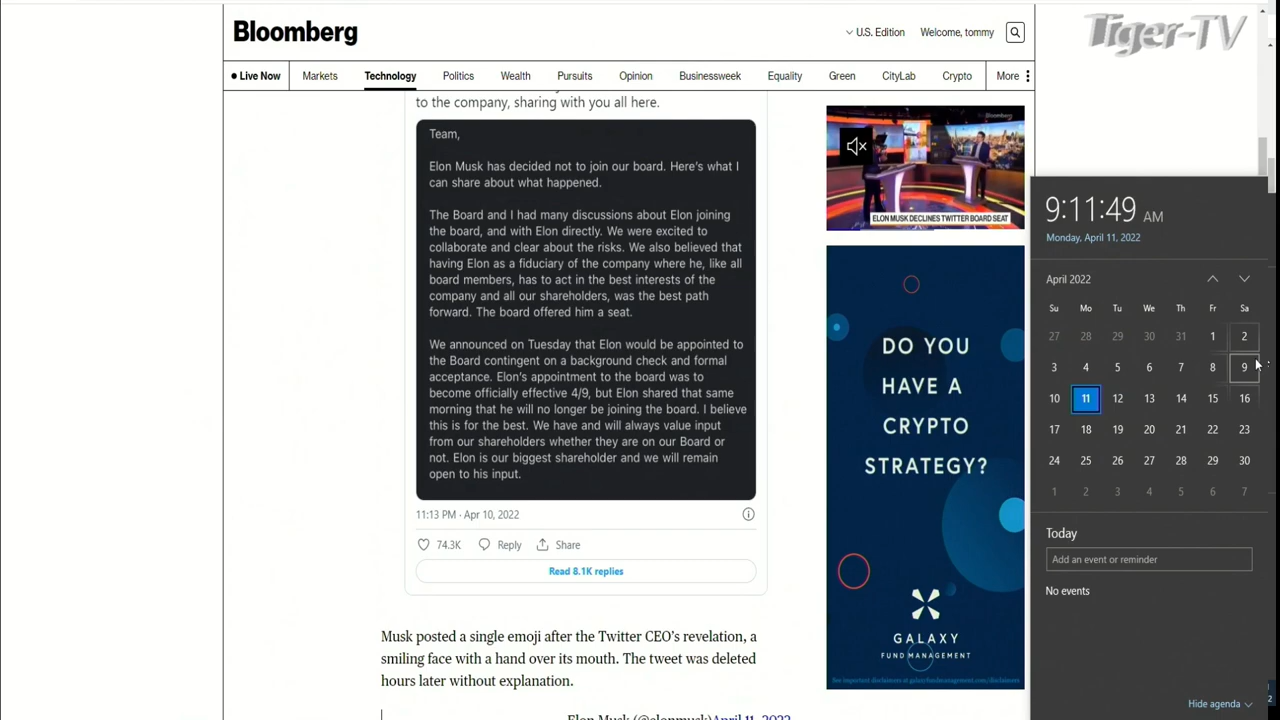 Bloomberg
U.S. Edition
Welcome, tommy
Tiger-TV
Live Now
Markets
Technology
Politics
Wealth
Pursuits
Opinion
Businessweek
Equality
Green
CityLab
Crypto
More
to the company, sharing with you all here.
Team,
Elon Musk has decided not to join our board. Here's what I
can share about what happened.
The Board and I had many discussions about Elon joining
the board, and with Elon directly. We were excited to
collaborate and clear about the risks. We also believed that
having Elon as a fiduciary of the company where he, like all
board members, has to act in the best interests of the
company and all our shareholders, was the best path
forward. The board offered him a seat.
We announced on Tuesday that Elon would be appointed to
the Board contingent on a background check and formal
acceptance. Elon's appointment to the board was to
become officially effective 4/9, but Elon shared that same
morning that he will no longer be joining the board. I believe
this is for the best. We have and will always value input
from our shareholders whether they are on our Board or
not. Elon is our biggest shareholder and we will remain
open to his input.
11:13 PM · Apr 10, 2022
74.3K
Reply
Share
Read 8.1K replies
Musk posted a single emoji after the Twitter CEO's revelation, a
smiling face with a hand over its mouth. The tweet was deleted
hours later without explanation.
Elon Musk (@elonmusk)April 11, 2022
ELON MUSK DECLINES TWITTER BOARD SEAT
DO YOU
HAVE A
CRYPTO
STRATEGY?
GALAXY
FUND MANAGEMENT
See important disclaimers at galaxyfundmanagement.com/disclaimers
9:11:49 AM
Monday, April 11, 2022
April 2022
Su Mo Tu We Th Fr Sa
27 28 29 30 31 1 2
3 4 5 6 7 8 9
10 11 12 13 14 15 16
17 18 19 20 21 22 23
24 25 26 27 28 29 30
1 2 3 4 5 6 7
Today
Add an event or reminder
No events
Hide agenda